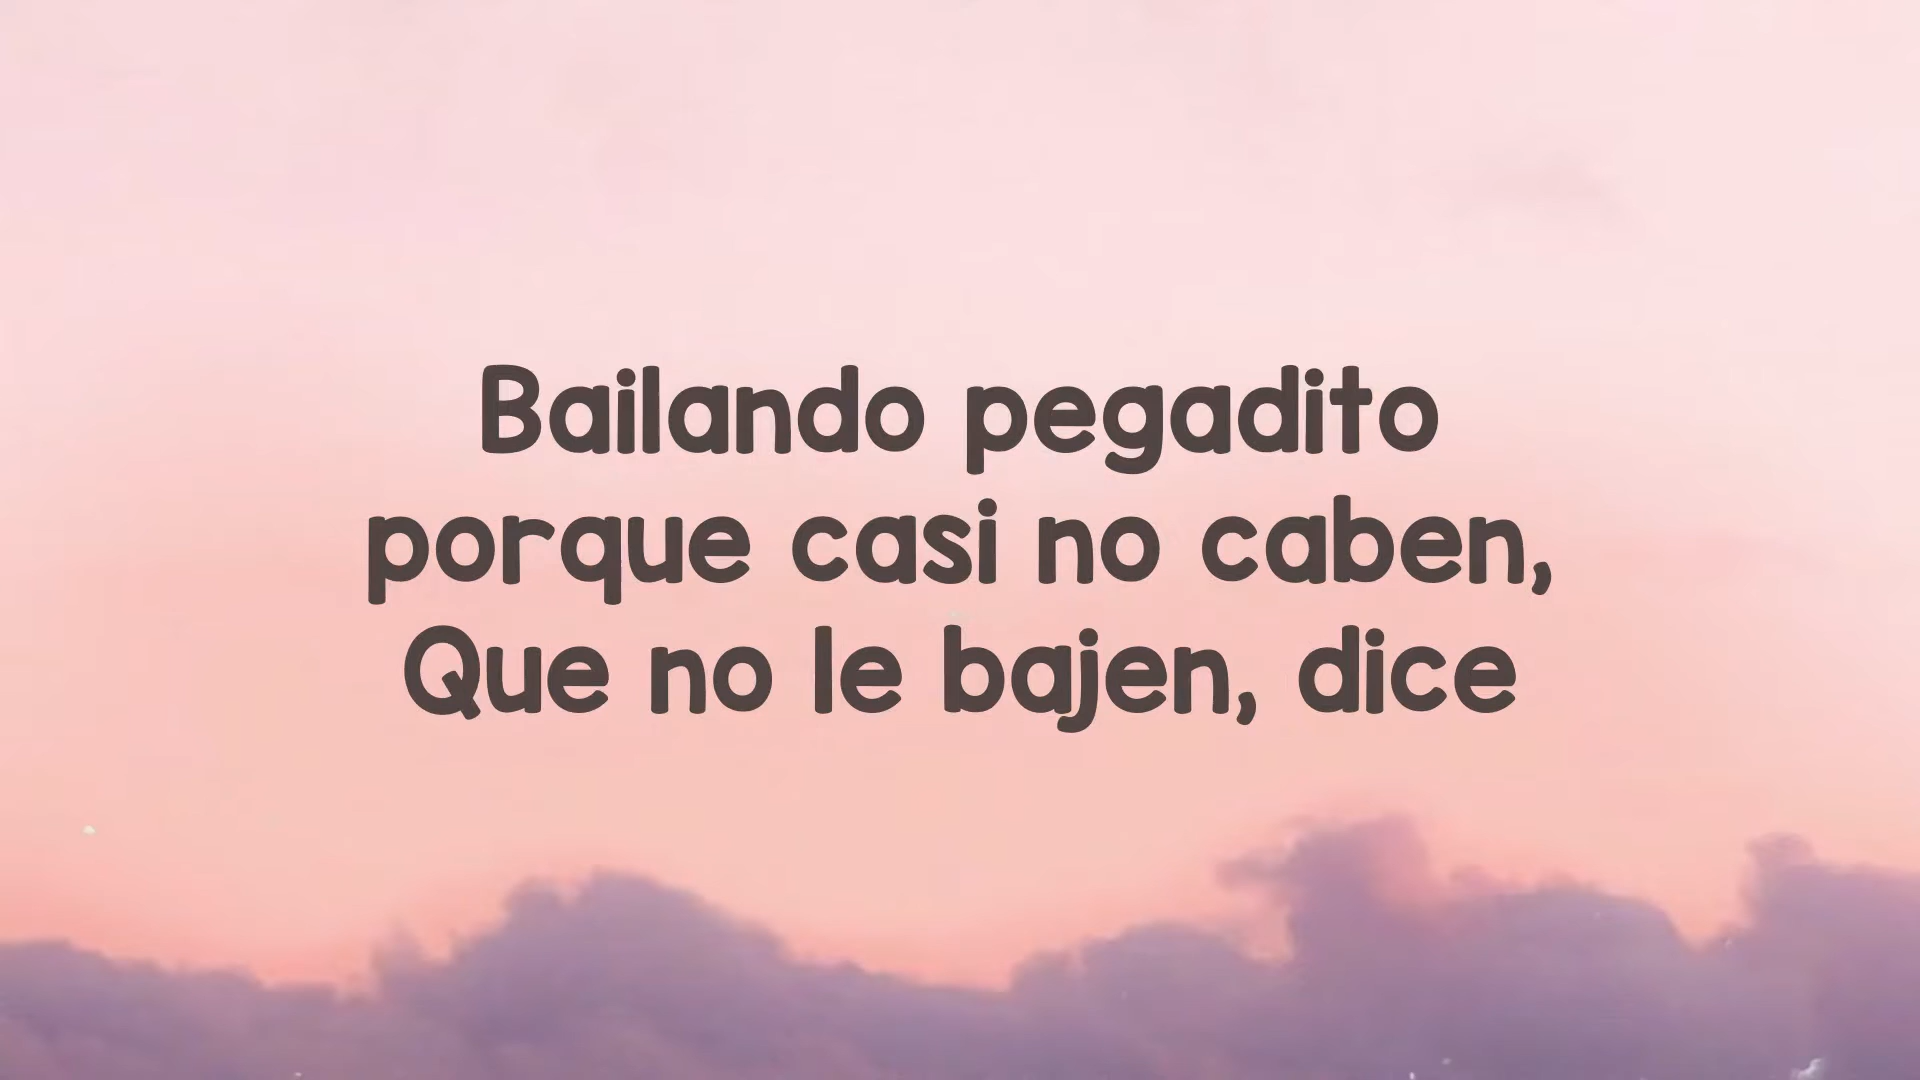 Bailando pegadito
porque casi no caben,
Que no le bajen, dice